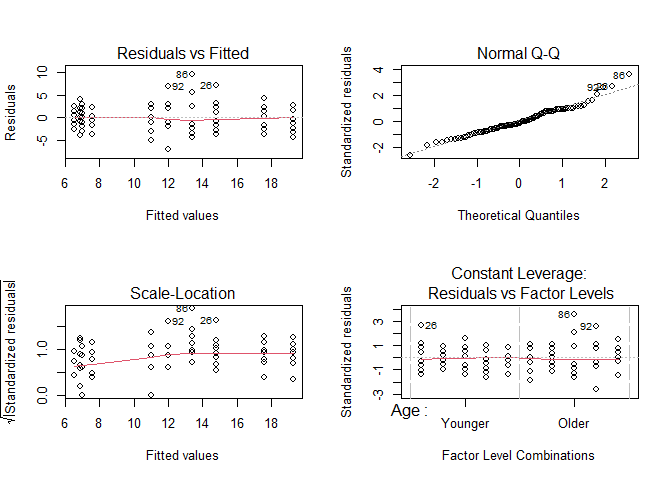 Residuals vs Fitted
Residuals
10
5
0
-5
86
92
26
6 8 10 12 14 16 18
Fitted values
Normal Q-Q
Standardized residuals
4
2
0
-2
86
-2 -1 0 1 2
Theoretical Quantiles
Scale-Location
√|Standardized residuals|
1.0
0.0
86
92
26
6 8 10 12 14 16 18
Fitted values
Constant Leverage:
Residuals vs Factor Levels
Standardized residuals
3
1
-1
-3
26
86
92
Age :
Younger Older
Factor Level Combinations